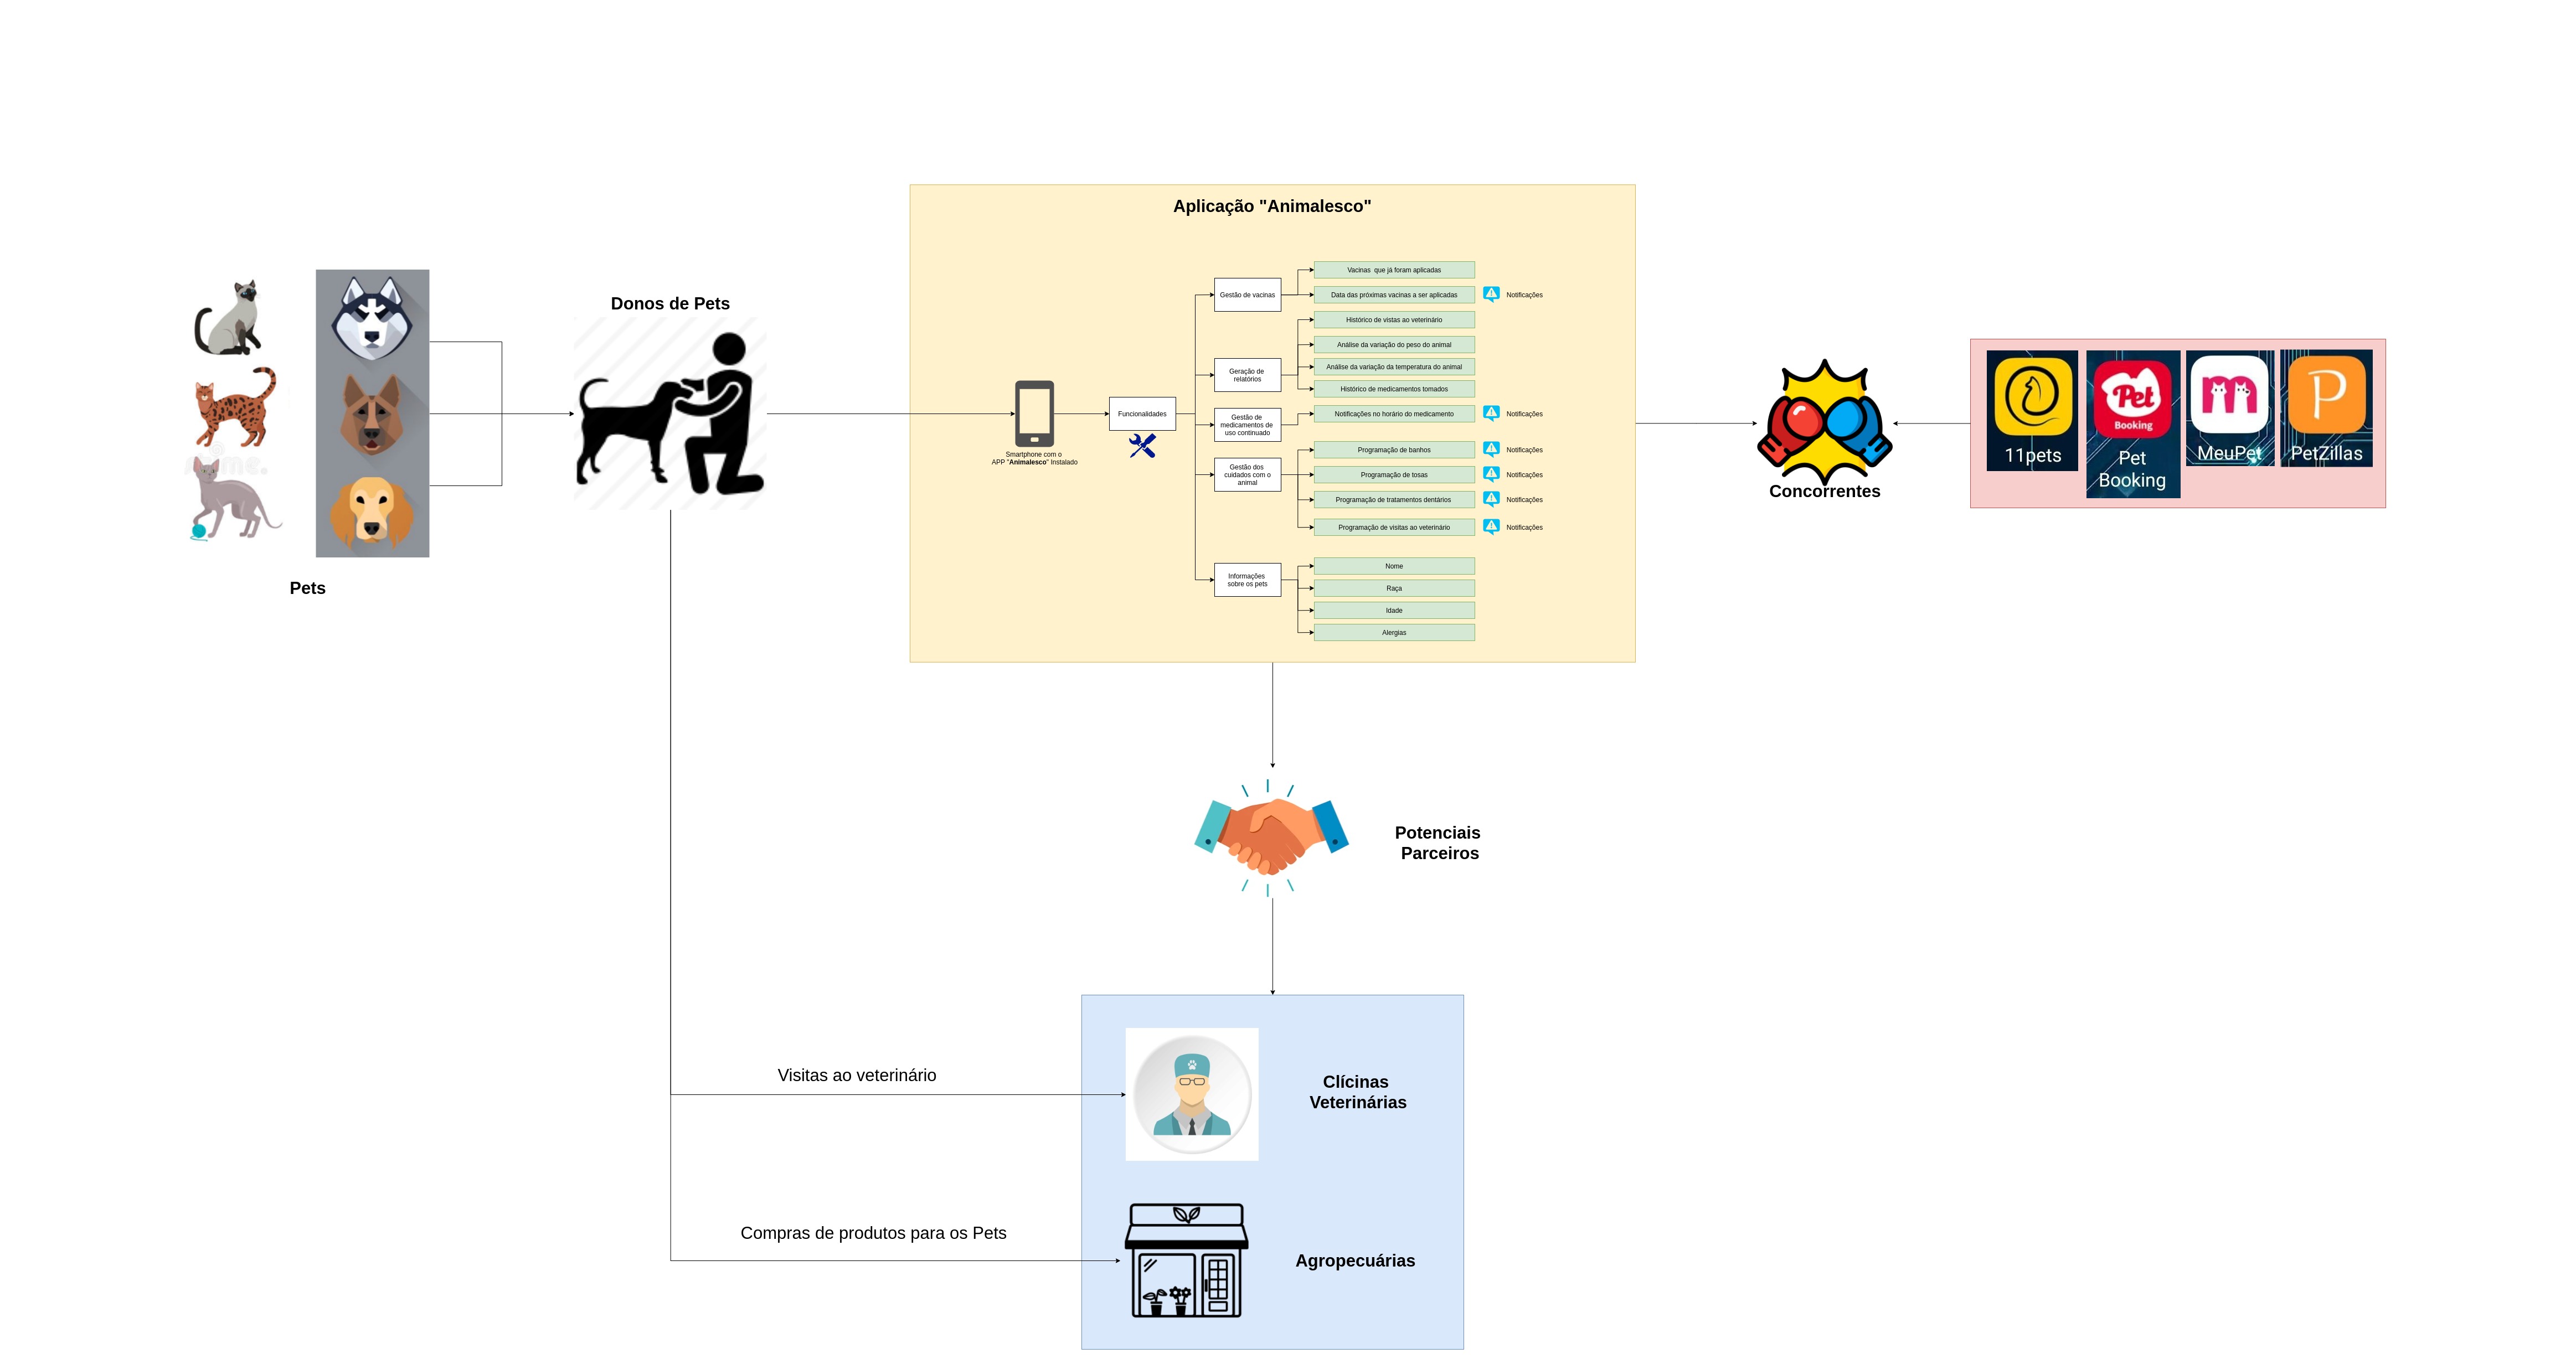 Aplicação "Animalesco"
Pets
Donos de Pets
Smartphone com o
APP "Animalesco" Instalado
Funcionalidades
Gestão de vacinas
Vacinas que já foram aplicadas
Data das próximas vacinas a ser aplicadas
Notificações
Geração de
relatórios
Histórico de vistas ao veterinário
Análise da variação do peso do animal
Análise da variação da temperatura do animal
Histórico de medicamentos tomados
Gestão de
medicamentos de
uso continuado
Notificações no horário do medicamento
Notificações
Gestão dos
cuidados com o
animal
Programação de banhos
Notificações
Programação de tosas
Notificações
Programação de tratamentos dentários
Notificações
Programação de visitas ao veterinário
Notificações
Informações
sobre os pets
Nome
Raça
Idade
Alergias
Concorrentes
11pets
Pet
Booking
Pet
Booking
m
MeuPet
P
PetZillas
Potenciais
Parceiros
Visitas ao veterinário
Clícinas
Veterinárias
Compras de produtos para os Pets
Agropecuárias